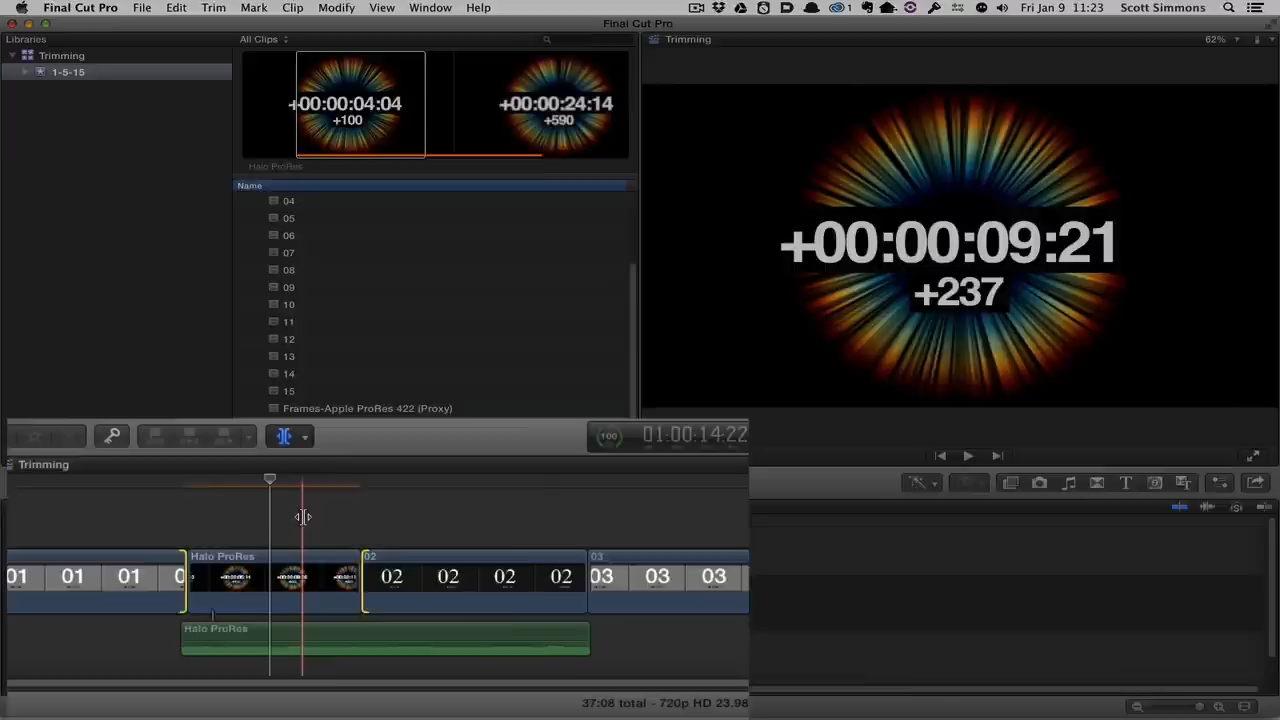 Final Cut Pro File Edit Trim Mark Clip Modify View Window Help 1 Fri Jan 9 11:23 Scott Simmons
Final Cut Pro
Libraries
All Clips
Trimming
62%
Trimming
1-5-15
+00:00:04:04
+100
+00:00:24:14
+590
Halo ProRes
Name
04
05
06
07
08
09
10
11
12
13
14
15
Frames-Apple ProRes 422 (Proxy)
+00:00:09:21
+237
100 01:00:14:22
Trimming
Halo ProRes 02 03
01 01 01 0 02 02 02 02 03 03 03
Halo ProRes
37:08 total - 720p HD 23.98